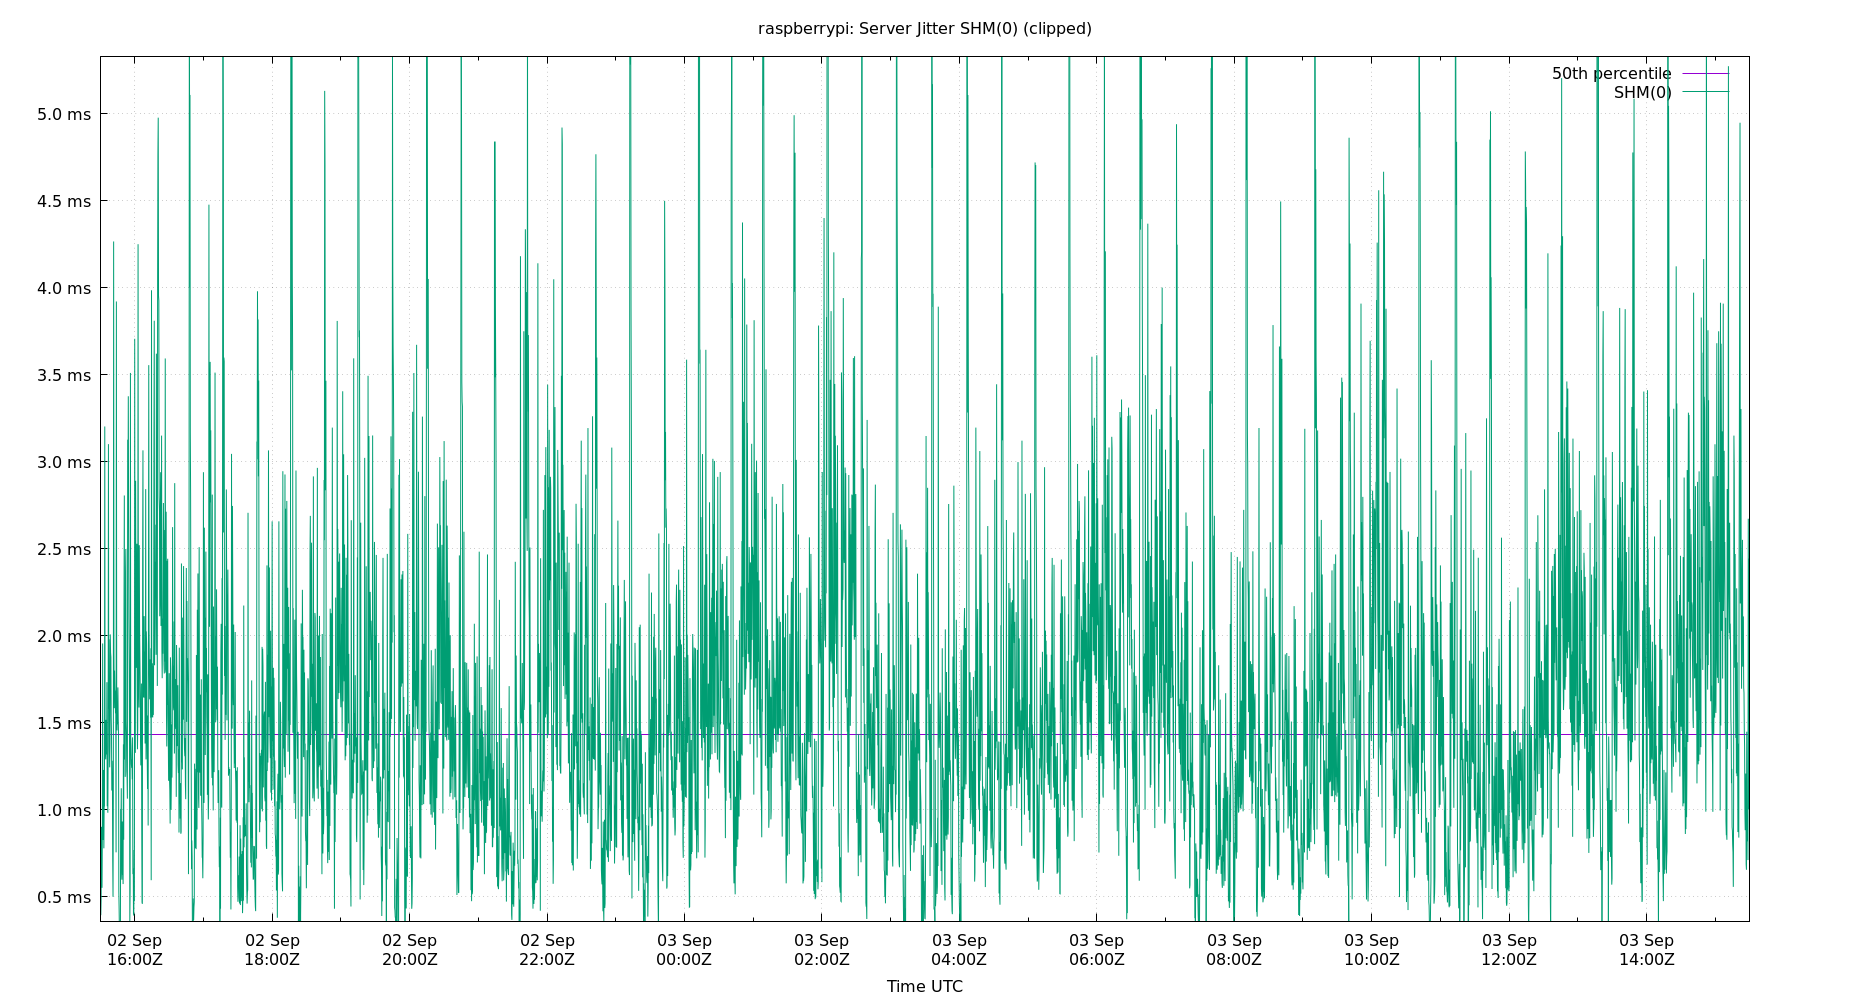 raspberrypi: Server Jitter SHM(0) (clipped)
50th percentile
SHM(0)
5.0 ms
4.5 ms
4.0 ms
3.5 ms
3.0 ms
2.5 ms
2.0 ms
1.5 ms
1.0 ms
0.5 ms
02 Sep 02 Sep 02 Sep 02 Sep 03 Sep 03 Sep 03 Sep 03 Sep 03 Sep 03 Sep 03 Sep 03 Sep
16:00Z 18:00Z 20:00Z 22:00Z 00:00Z 02:00Z 04:00Z 06:00Z 08:00Z 10:00Z 12:00Z 14:00Z
Time UTC